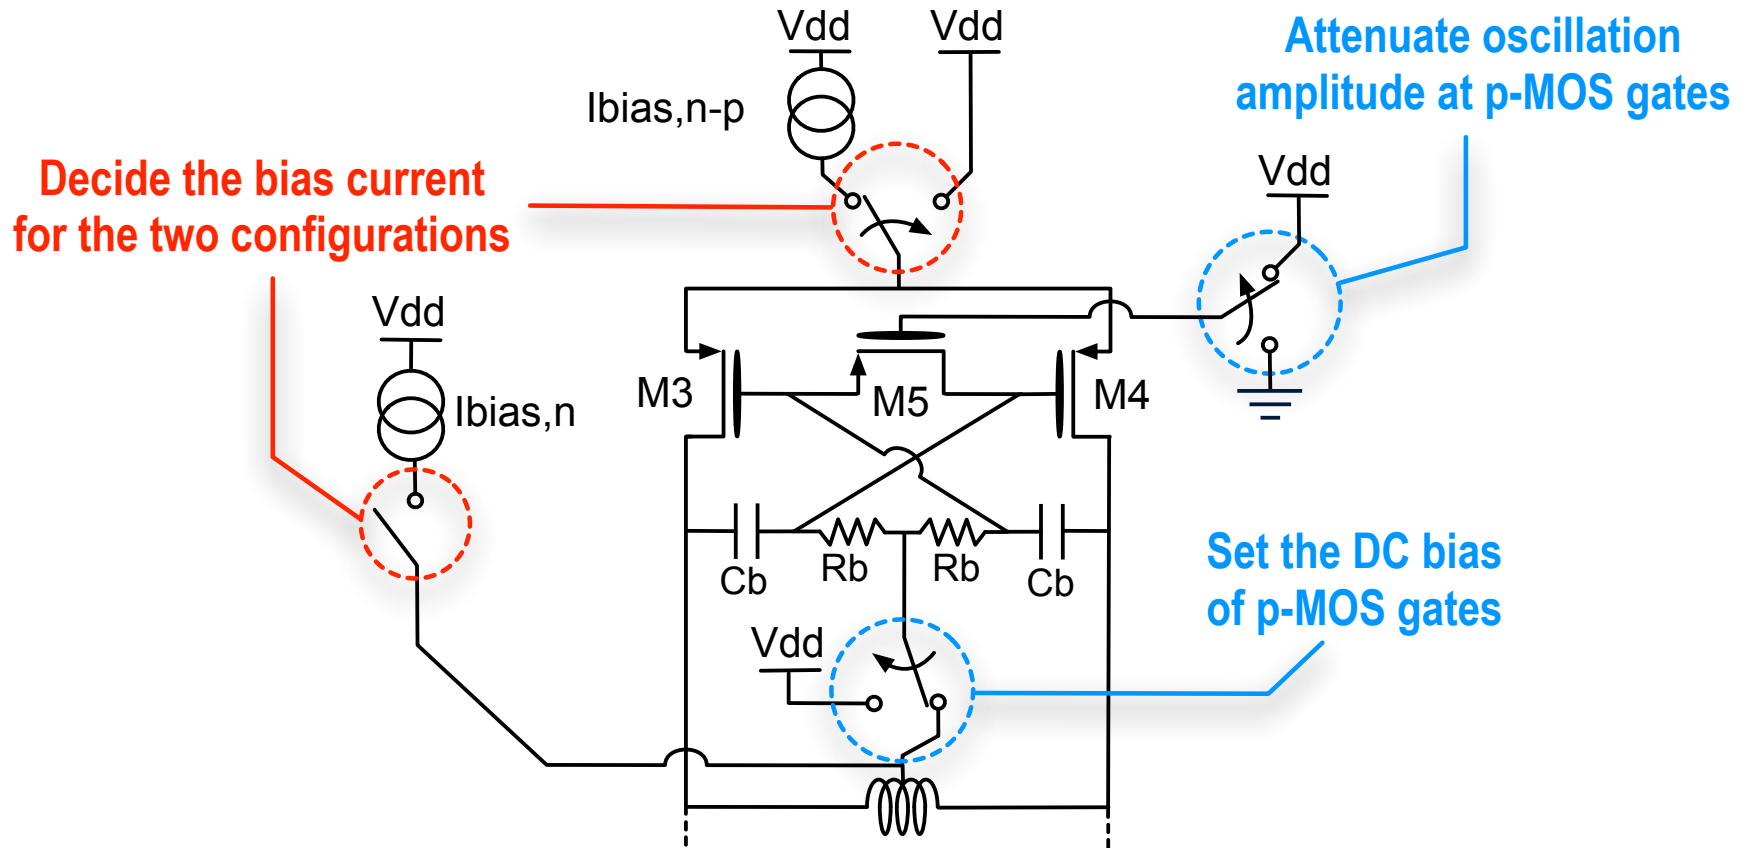 Vdd
Vdd
Attenuate oscillation
amplitude at p-MOS gates
Ibias,n-p
Decide the bias current
for the two configurations
Vdd
Vdd
Ibias,n
M3
M5
M4
Cb
Rb
Rb
Cb
Set the DC bias
of p-MOS gates
Vdd